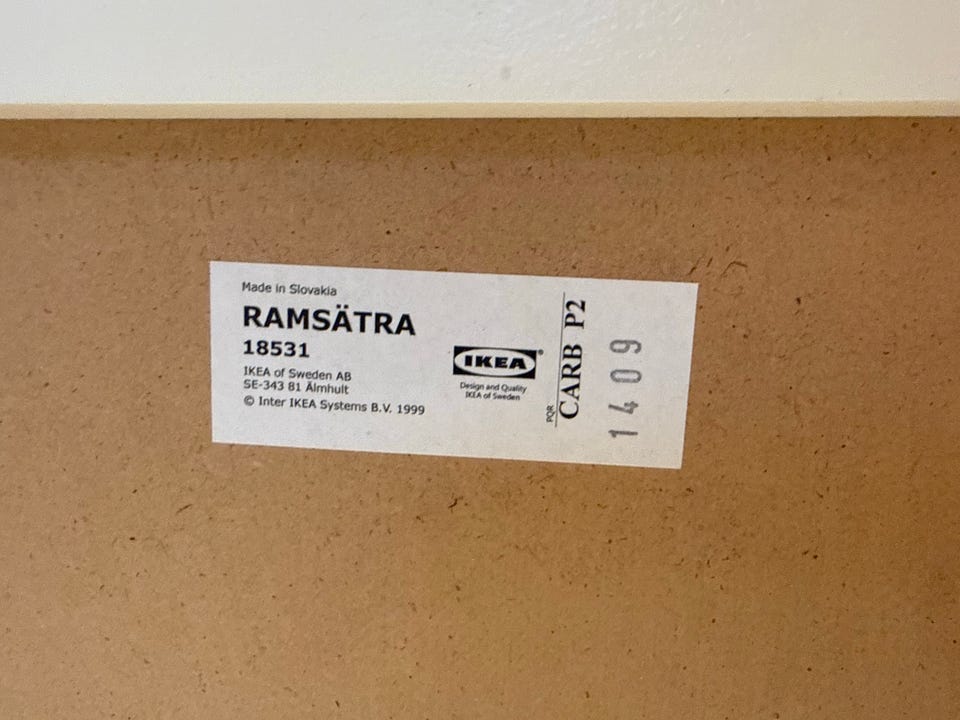 Made in Slovakia
RAMSÄTRA
18531
IKEA of Sweden AB
SE-343 81 Älmhult
© Inter IKEA Systems B.V. 1999
IKEA®
Design and Quality
IKEA of Sweden
PQR
CARB P2
1409